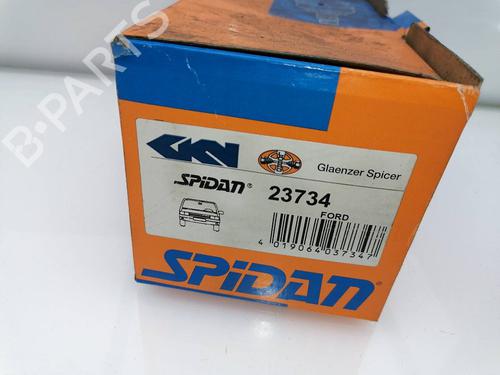 GKN
Glaenzer Spicer
SPiDAN® 23734
FORD
4 019064 037347
SPiDAN
B-PARTS